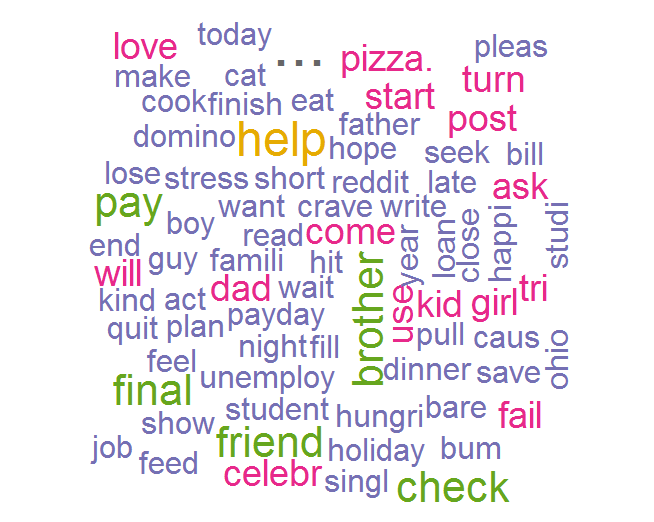 today
love ... pizza. pleas
make cat turn
cook finish eat start post
domino help father
hope seek bill
lose stress short reddit late ask
pay want crave write
boy read come year loan close happi studi
end guy famili hit
will dad wait brother use kid girl tri
kind act payday
quit plan pull caus ohio
night fill
feel unemploy dinner save
final student hungri bare fail
show
job friend holiday bum
feed celebr singl check